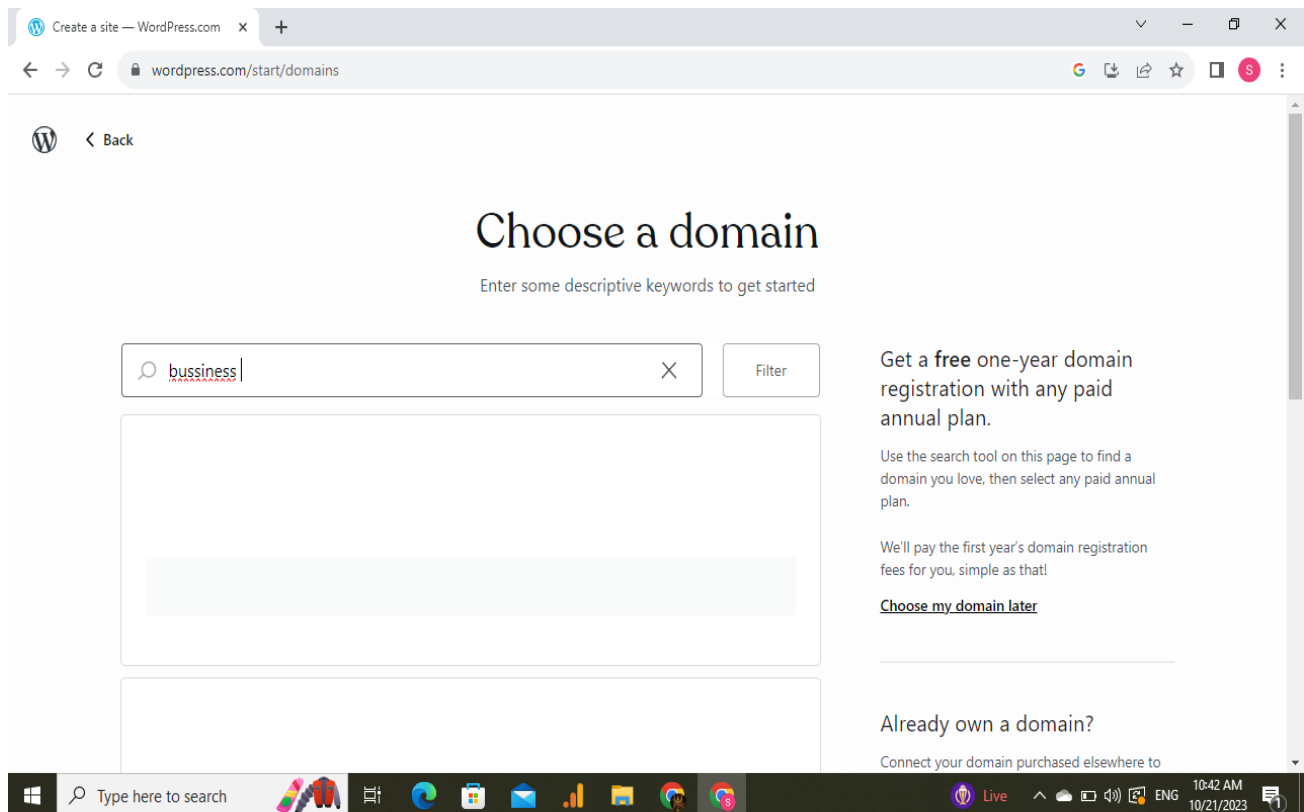 Create a site — WordPress.com
wordpress.com/start/domains
Back
Choose a domain
Enter some descriptive keywords to get started
bussiness
Filter
Get a free one-year domain
registration with any paid
annual plan.
Use the search tool on this page to find a
domain you love, then select any paid annual
plan.
We'll pay the first year's domain registration
fees for you, simple as that!
Choose my domain later
Already own a domain?
Connect your domain purchased elsewhere to
Type here to search
Live
ENG
10:42 AM
10/21/2023
1
S